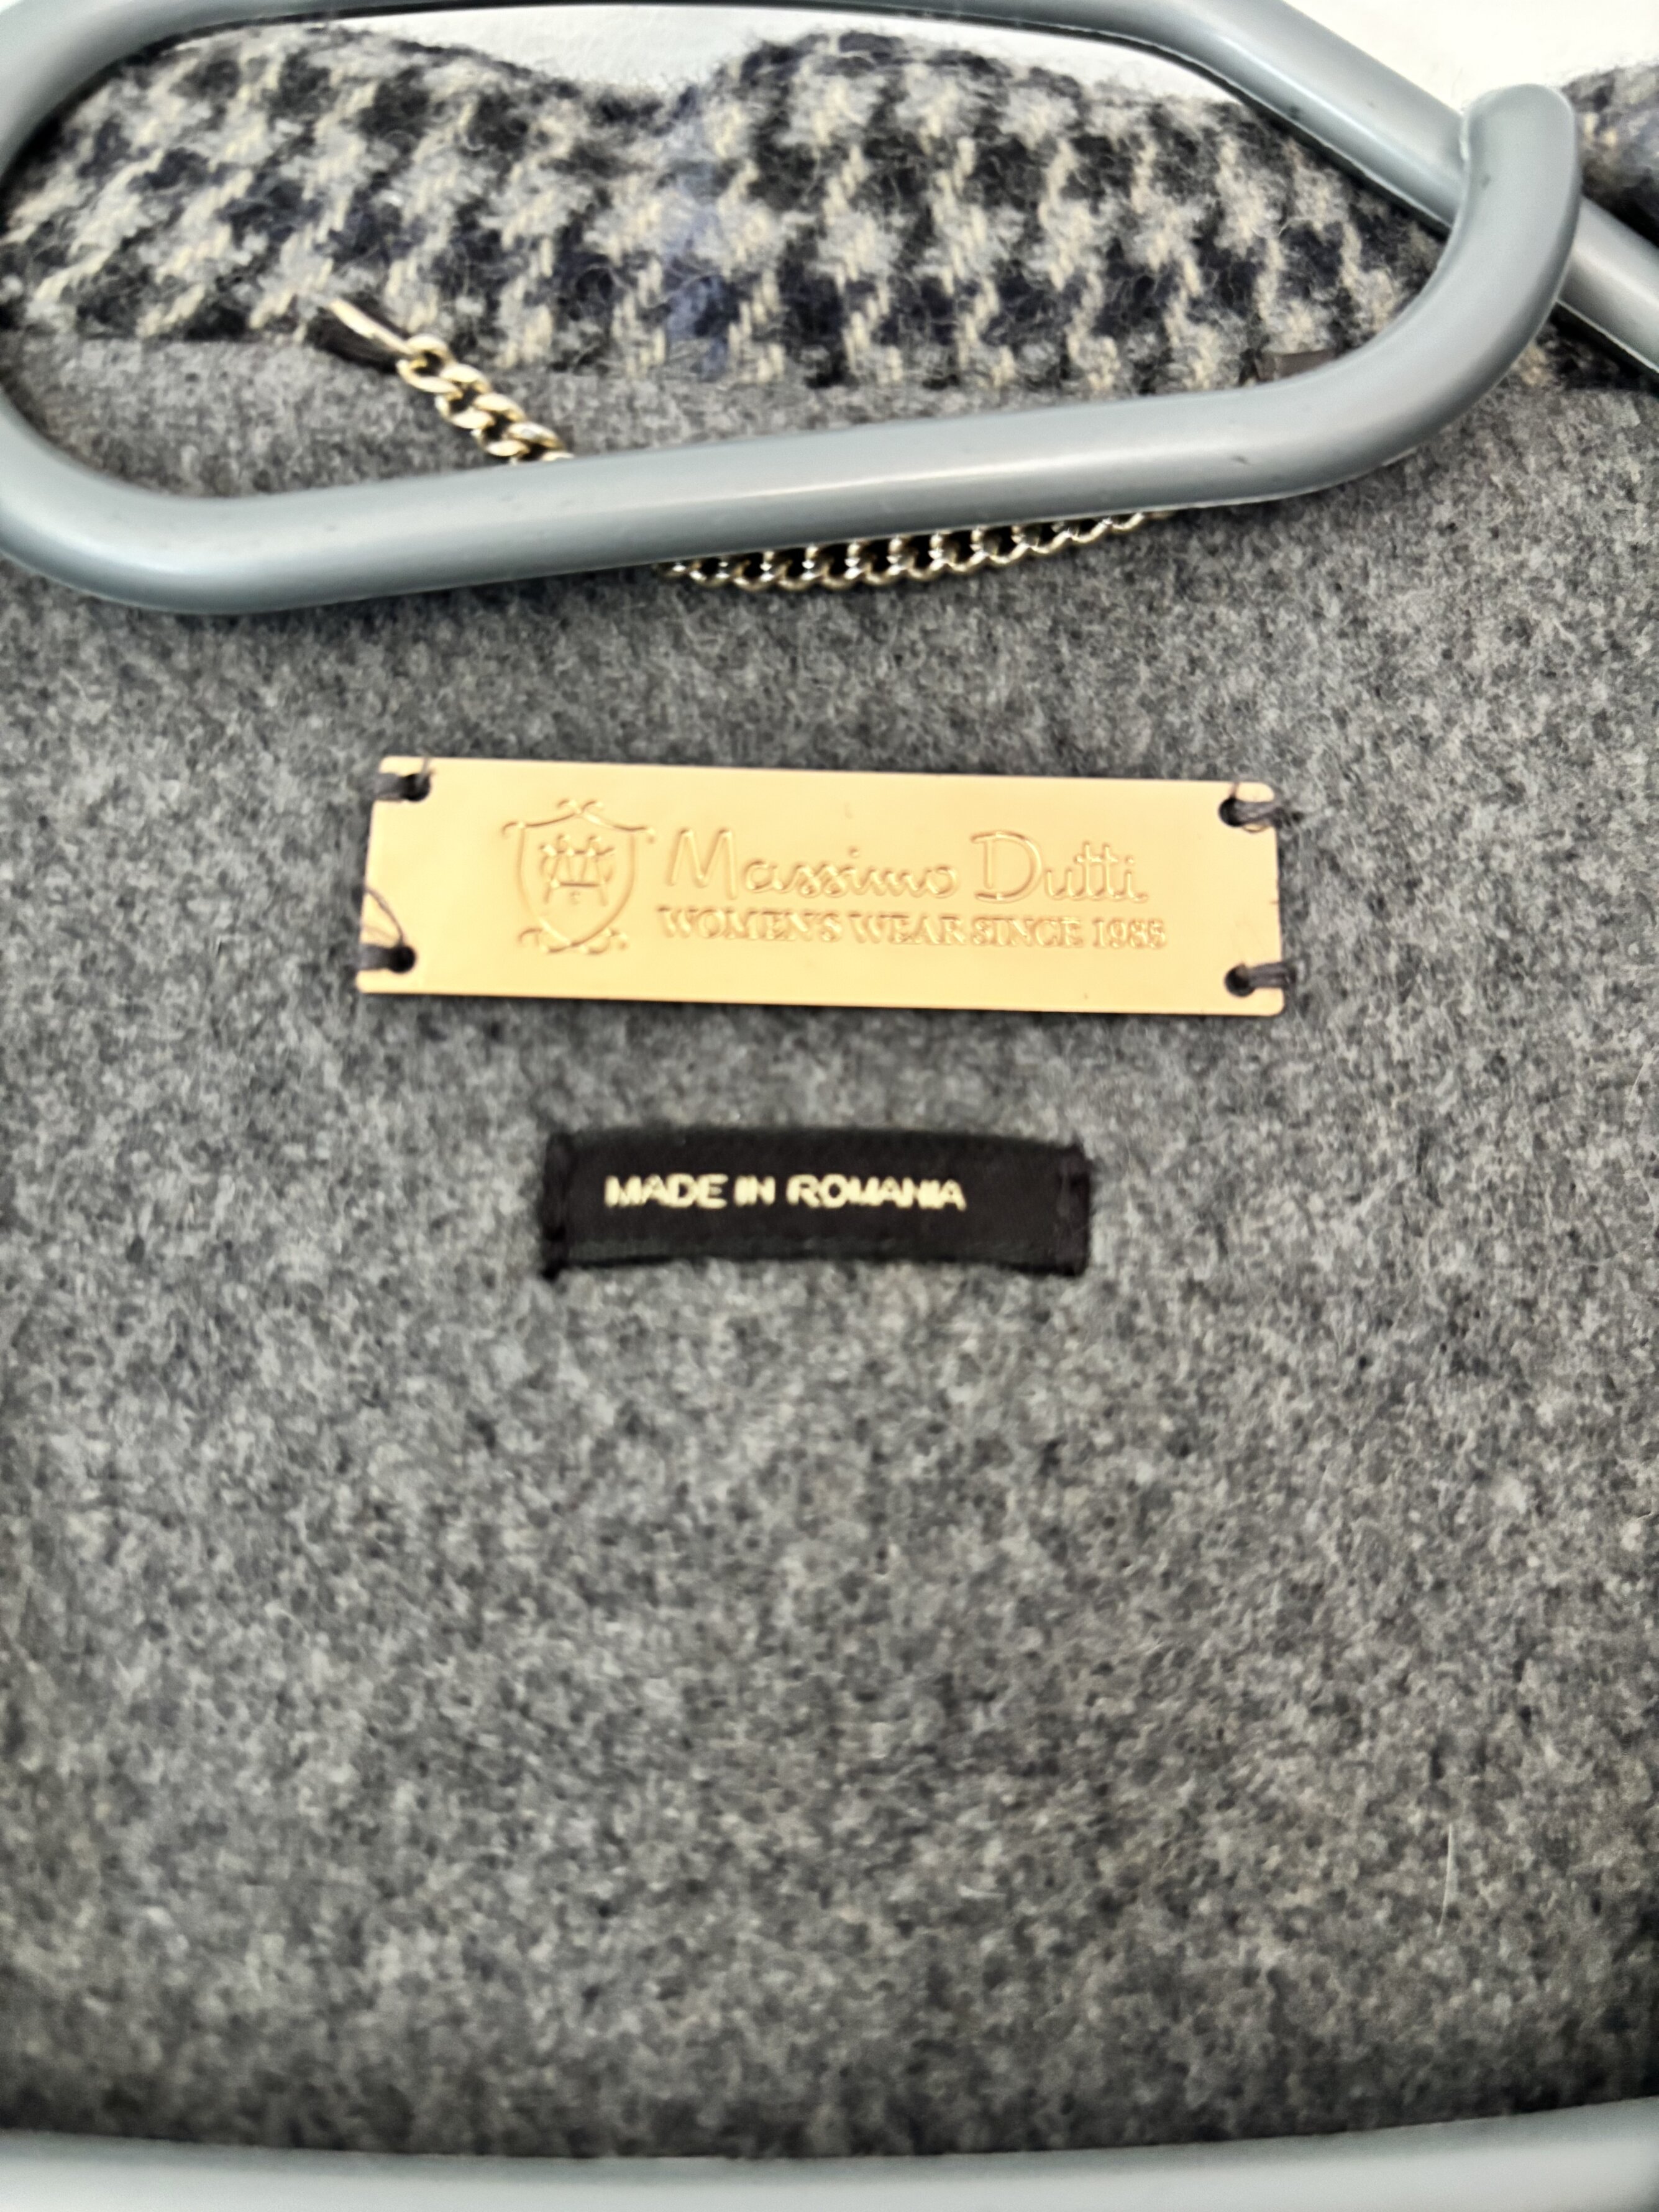 Massimo Dutti
WOMEN'S WEAR SINCE 1985
MADE IN ROMANIA